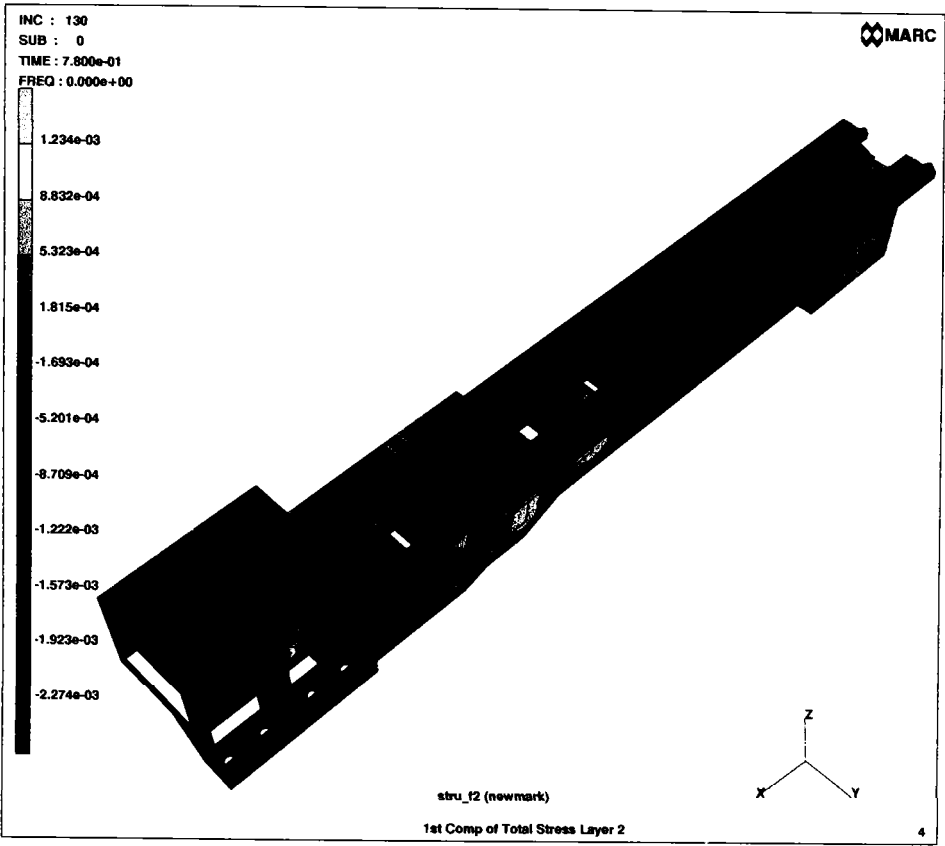 INC : 130
SUB : 0
TIME : 7.800e-01
FREQ : 0.000e+00
MARC
1.234e-03
8.832e-04
5.323e-04
1.815e-04
-1.693e-04
-5.201e-04
-8.709e-04
-1.222e-03
-1.573e-03
-1.923e-03
-2.274e-03
Z
X
Y
stru_f2 (newmark)
1st Comp of Total Stress Layer 2
4